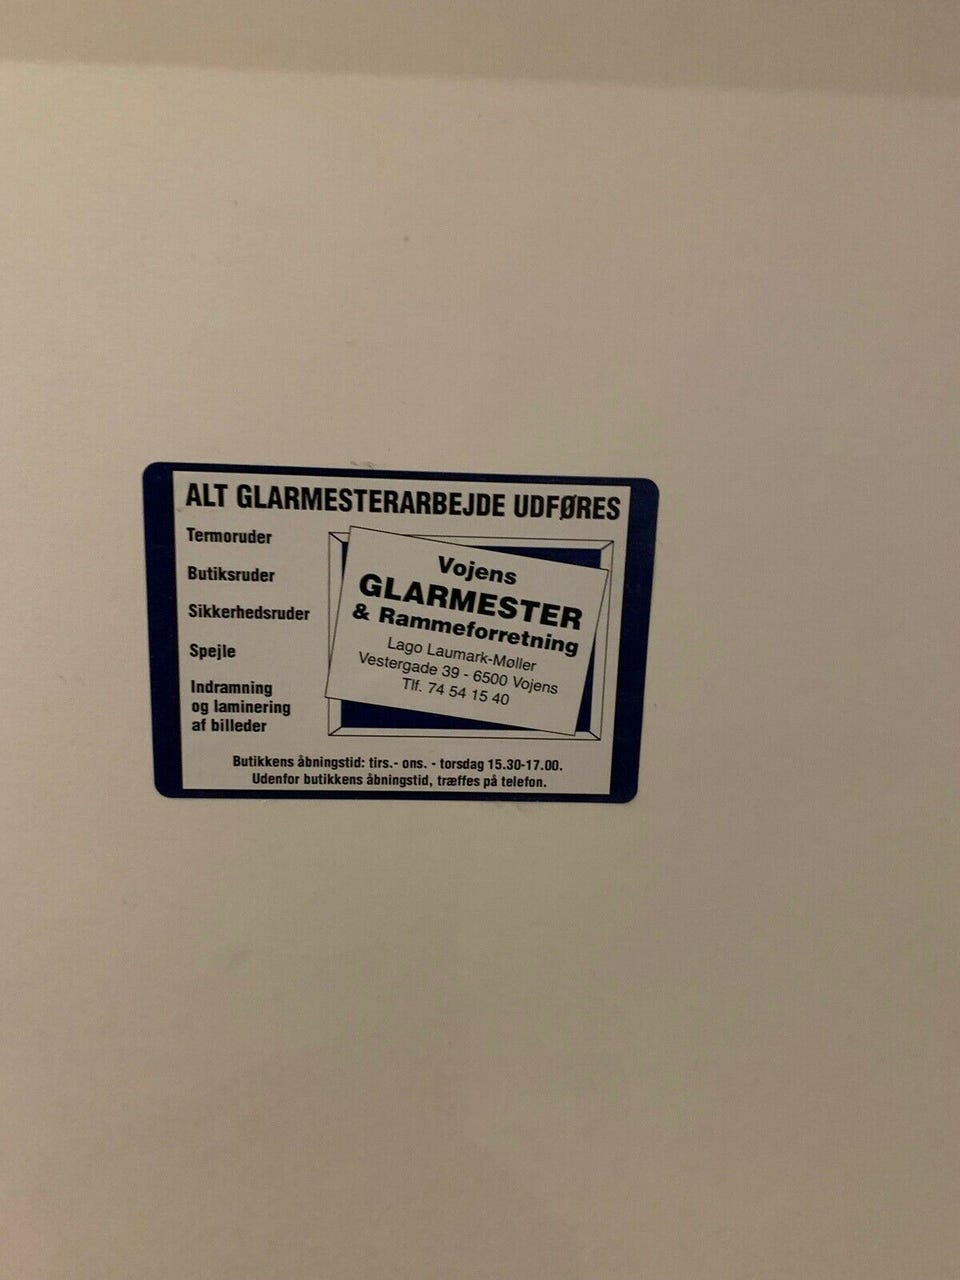 ALT GLARMESTERARBEJDE UDFØRES
Termoruder
Butiksruder
Sikkerhedsruder
Spejle
Indramning
og laminering
af billeder
Vojens
GLARMESTER
& Rammeforretning
Lago Laumark-Møller
Vestergade 39 - 6500 Vojens
Tlf. 74 54 15 40
Butikkens åbningstid: tirs.- ons. - torsdag 15.30-17.00.
Udenfor butikkens åbningstid, træffes på telefon.